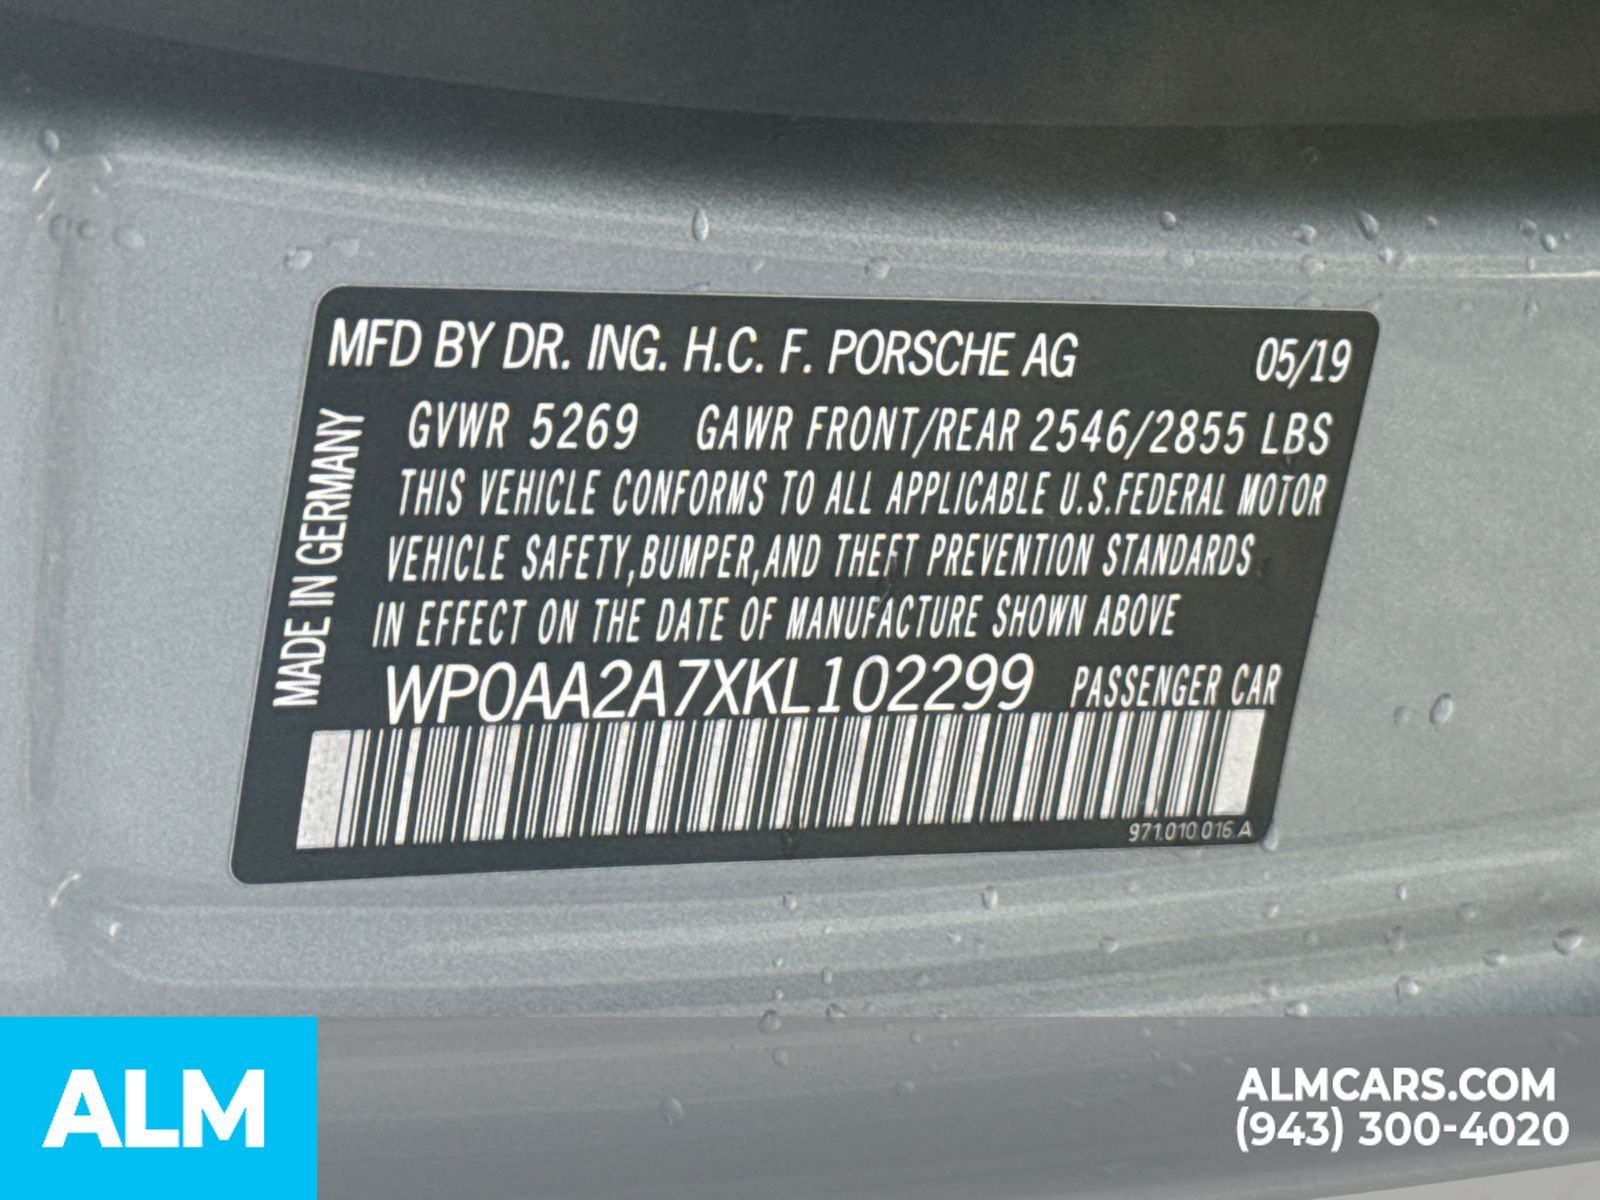 MFD BY DR. ING. H.C. F. PORSCHE AG 05/19
GVWR 5269 GAWR FRONT/REAR 2546/2855 LBS
THIS VEHICLE CONFORMS TO ALL APPLICABLE U.S.FEDERAL MOTOR
VEHICLE SAFETY,BUMPER,AND THEFT PREVENTION STANDARDS
IN EFFECT ON THE DATE OF MANUFACTURE SHOWN ABOVE
WP0AA2A7XKL102299 PASSENGER CAR
971.010.016.A
MADE IN GERMANY
ALM
ALMCARS.COM
(943) 300-4020